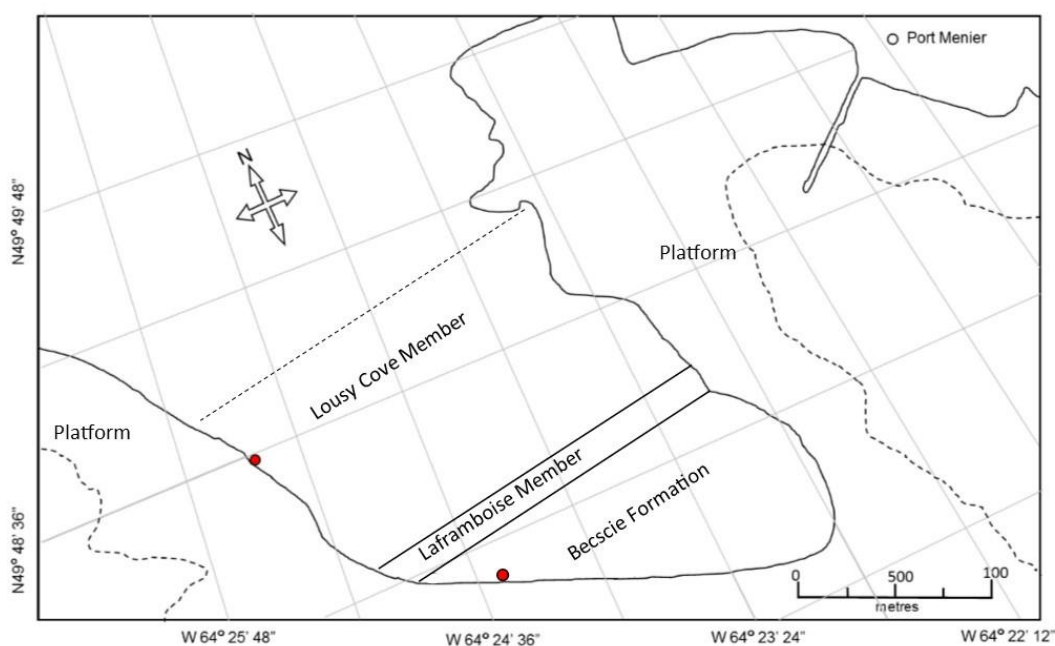 Port Menier
N
N49° 49' 48"
Platform
Lousy Cove Member
Platform
Laframboise Member
Becscie Formation
N49° 48' 36"
0 500 100
metres
W 64° 25' 48" W 64° 24' 36" W 64° 23' 24" W 64° 22' 12"